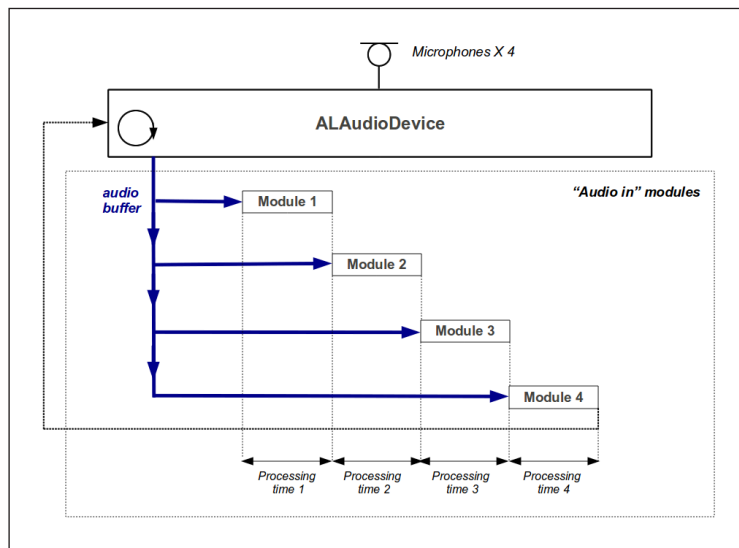 Microphones X 4
ALAudioDevice
audio
buffer
“Audio in” modules
Module 1
Module 2
Module 3
Module 4
Processing
time 1
Processing
time 2
Processing
time 3
Processing
time 4